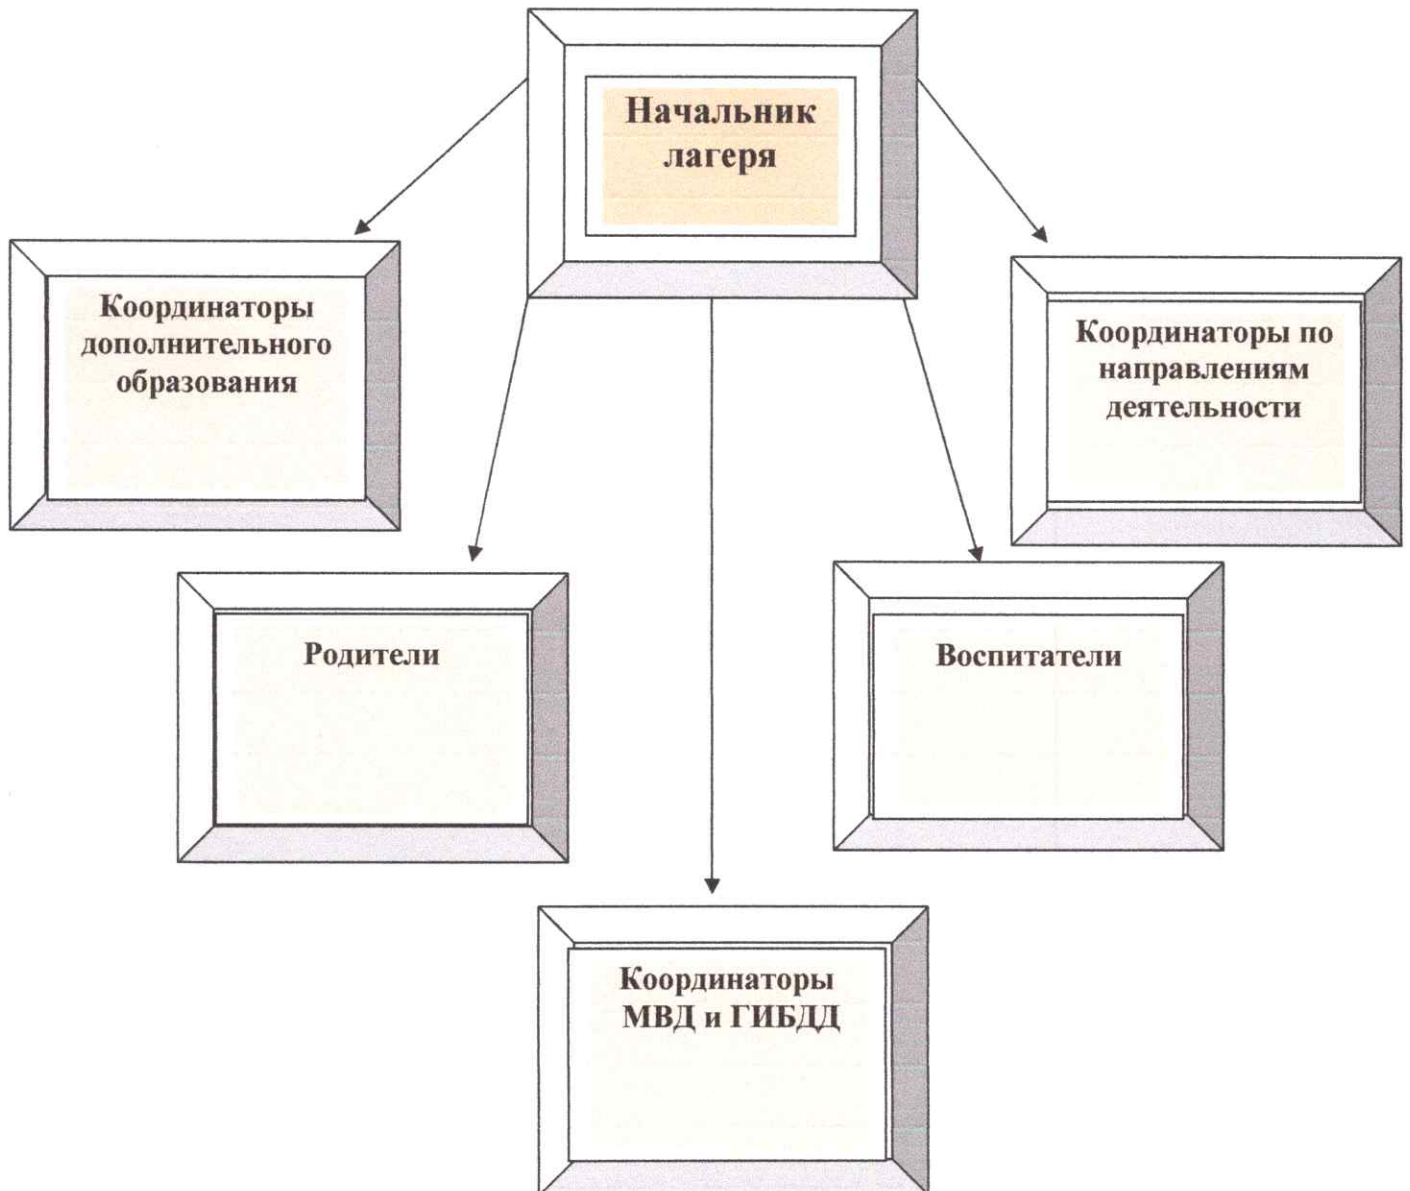 Начальник
лагеря
Координаторы
дополнительного
образования
Координаторы по
направлениям
деятельности
Родители
Воспитатели
Координаторы
МВД и ГИБДД